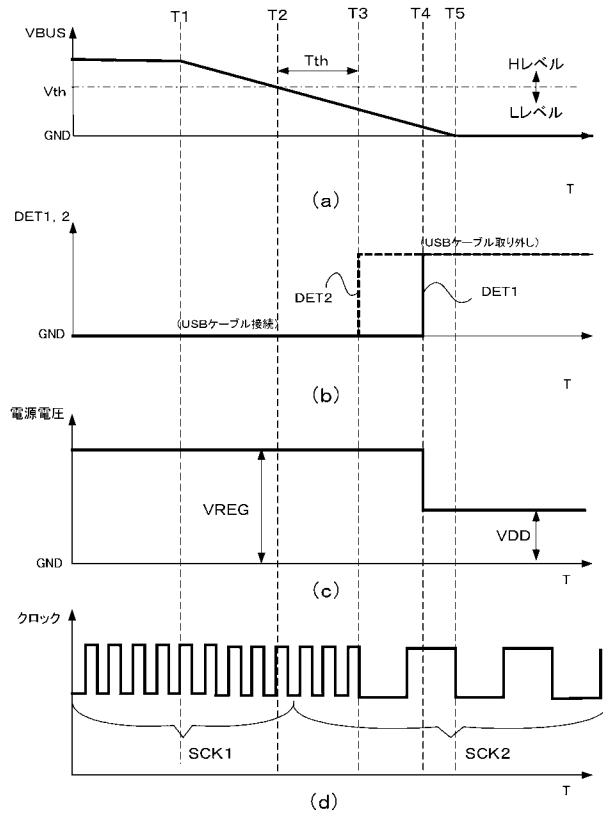 T1 T2 T3 T4 T5
VBUS
Tth
Hレベル
Vth
Lレベル
GND
(a)
T
DET1, 2
(USBケーブル取り外し)
DET2
DET1
(USBケーブル接続)
GND
T
(b)
電源電圧
VREG
VDD
GND
T
(c)
クロック
SCK1
SCK2
T
(d)